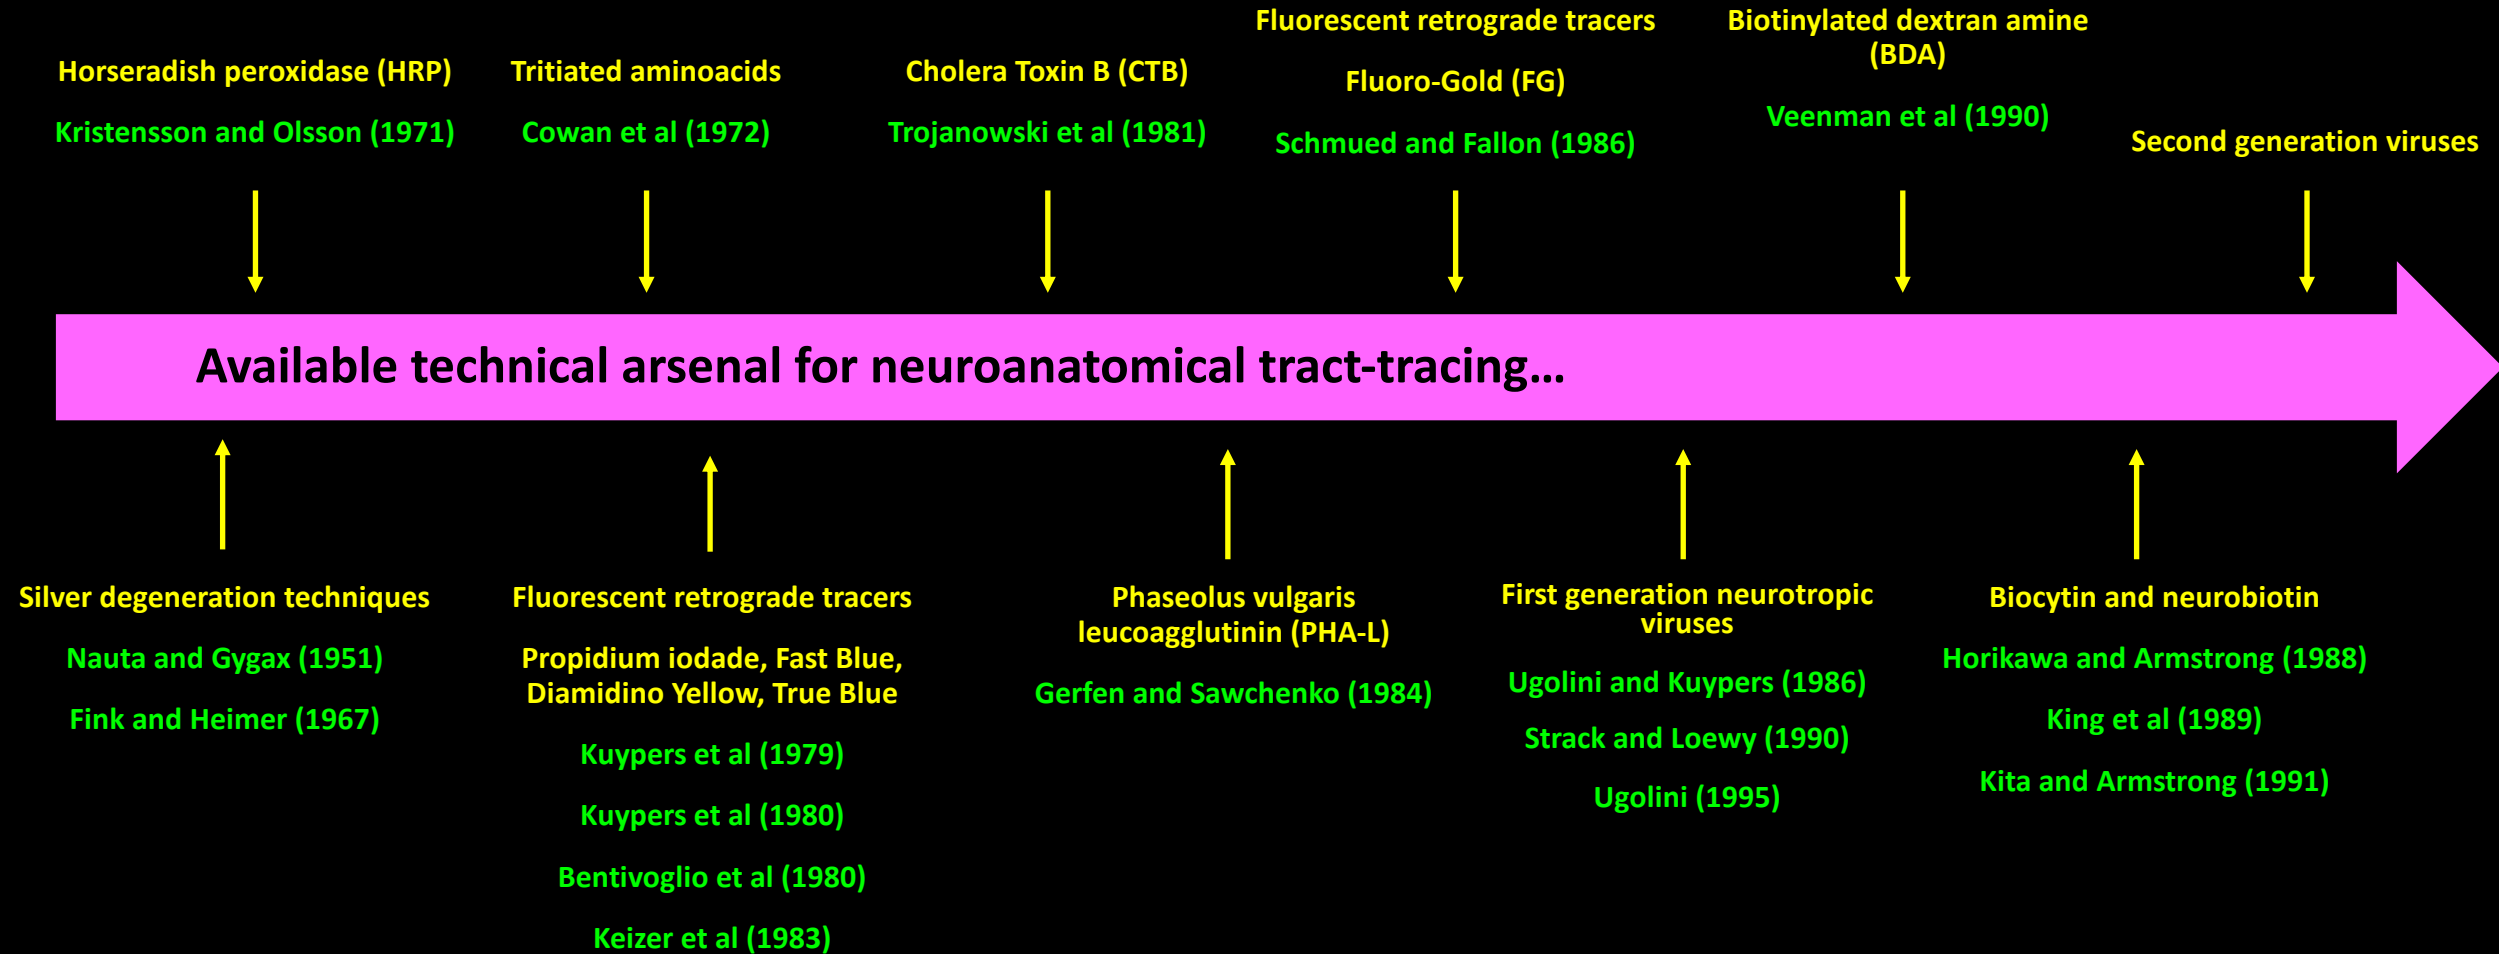 Horseradish peroxidase (HRP)
Kristensson and Olsson (1971)
Tritiated aminoacids
Cowan et al (1972)
Cholera Toxin B (CTB)
Trojanowski et al (1981)
Fluorescent retrograde tracers
Fluoro-Gold (FG)
Schmued and Fallon (1986)
Biotinylated dextran amine
(BDA)
Veenman et al (1990)
Second generation viruses
Available technical arsenal for neuroanatomical tract-tracing...
Silver degeneration techniques
Nauta and Gygax (1951)
Fink and Heimer (1967)
Fluorescent retrograde tracers
Propidium iodade, Fast Blue,
Diamidino Yellow, True Blue
Kuypers et al (1979)
Kuypers et al (1980)
Bentivoglio et al (1980)
Keizer et al (1983)
Phaseolus vulgaris
leucoagglutinin (PHA-L)
Gerfen and Sawchenko (1984)
First generation neurotropic
viruses
Ugolini and Kuypers (1986)
Strack and Loewy (1990)
Ugolini (1995)
Biocytin and neurobiotin
Horikawa and Armstrong (1988)
King et al (1989)
Kita and Armstrong (1991)